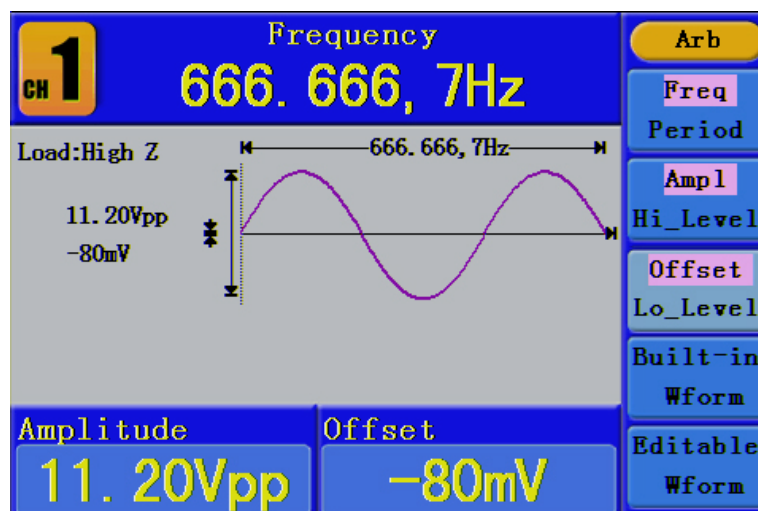 CH 1
Frequency
666. 666, 7Hz
Load:High Z
666. 666, 7Hz
11. 20Vpp
-80mV
Amplitude
11. 20Vpp
Offset
-80mV
Arb
Freq
Period
Ampl
Hi_Level
Offset
Lo_Level
Built-in
Wform
Editable
Wform